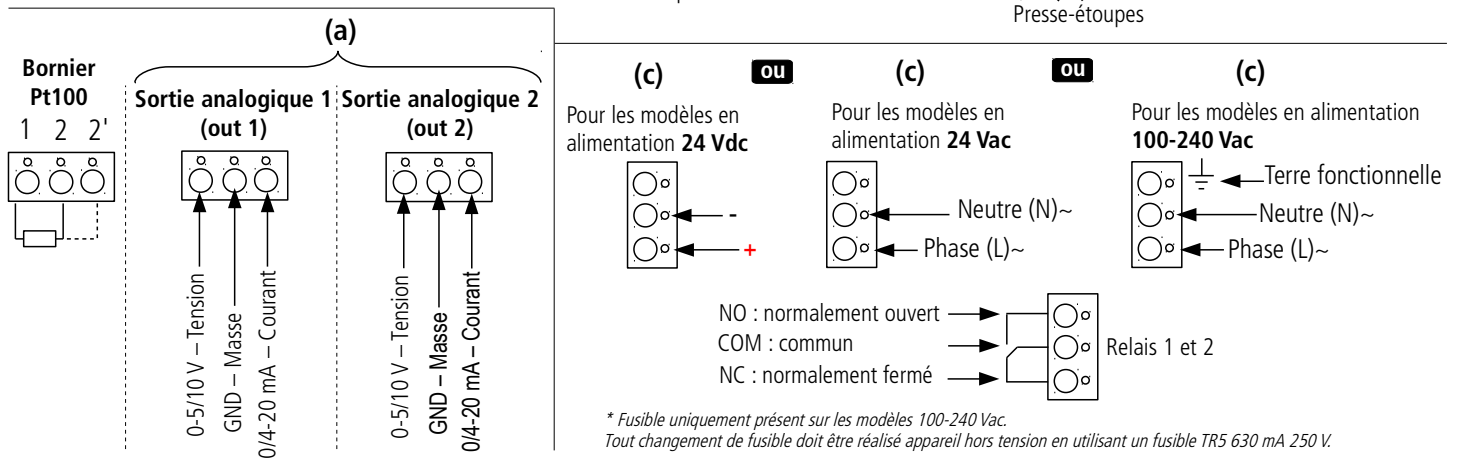 Presse-étoupes
(a)
Bornier
Pt100
1 2 2'
Sortie analogique 1
(out 1)
0-5/10 V – Tension
GND – Masse
0/4-20 mA – Courant
Sortie analogique 2
(out 2)
0-5/10 V – Tension
GND – Masse
0/4-20 mA – Courant
(c)
Pour les modèles en
alimentation 24 Vdc
-
+
ou
(c)
Pour les modèles en
alimentation 24 Vac
Neutre (N)~
Phase (L)~
ou
(c)
Pour les modèles en alimentation
100-240 Vac
Terre fonctionnelle
Neutre (N)~
Phase (L)~
NO : normalement ouvert
COM : commun
NC : normalement fermé
Relais 1 et 2
* Fusible uniquement présent sur les modèles 100-240 Vac.
Tout changement de fusible doit être réalisé appareil hors tension en utilisant un fusible TR5 630 mA 250 V.